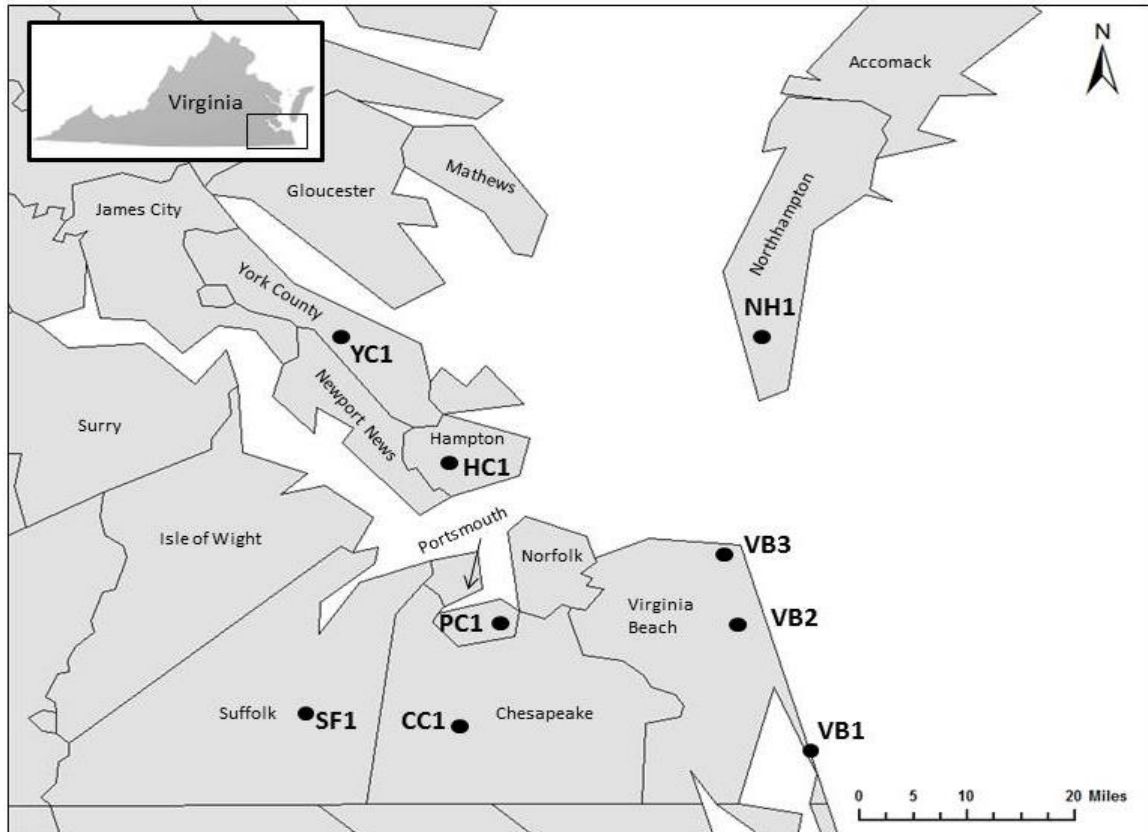 N
Accomack
Virginia
Mathews
Gloucester
James City
Northhampton
York County
NH1
YC1
Newport News
Surry
Hampton
HC1
Portsmouth
Isle of Wight
Norfolk
VB3
Virginia
Beach
VB2
PC1
Suffolk
SF1
CC1
Chesapeake
VB1
0 5 10 20 Miles